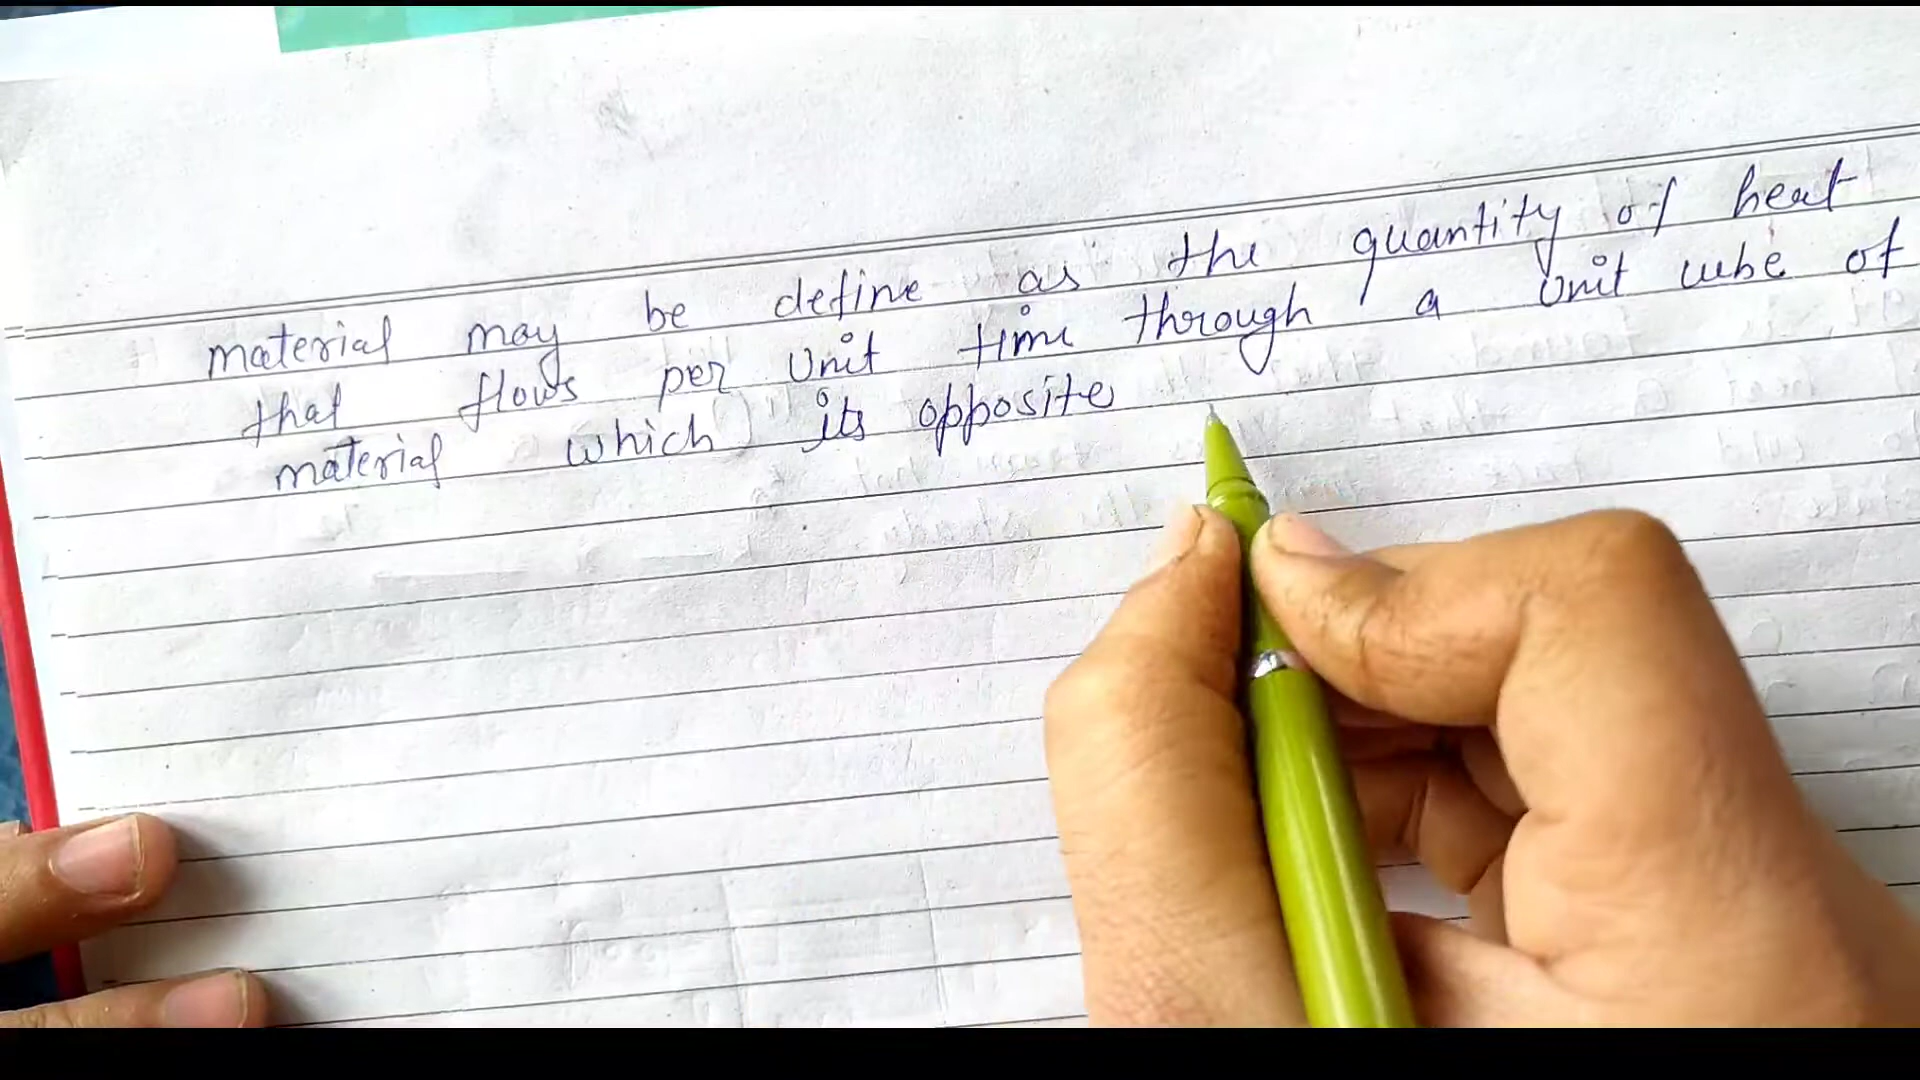 material may be define as the quantity of heat
that flows per unit time through a unit cube of
material which its opposite